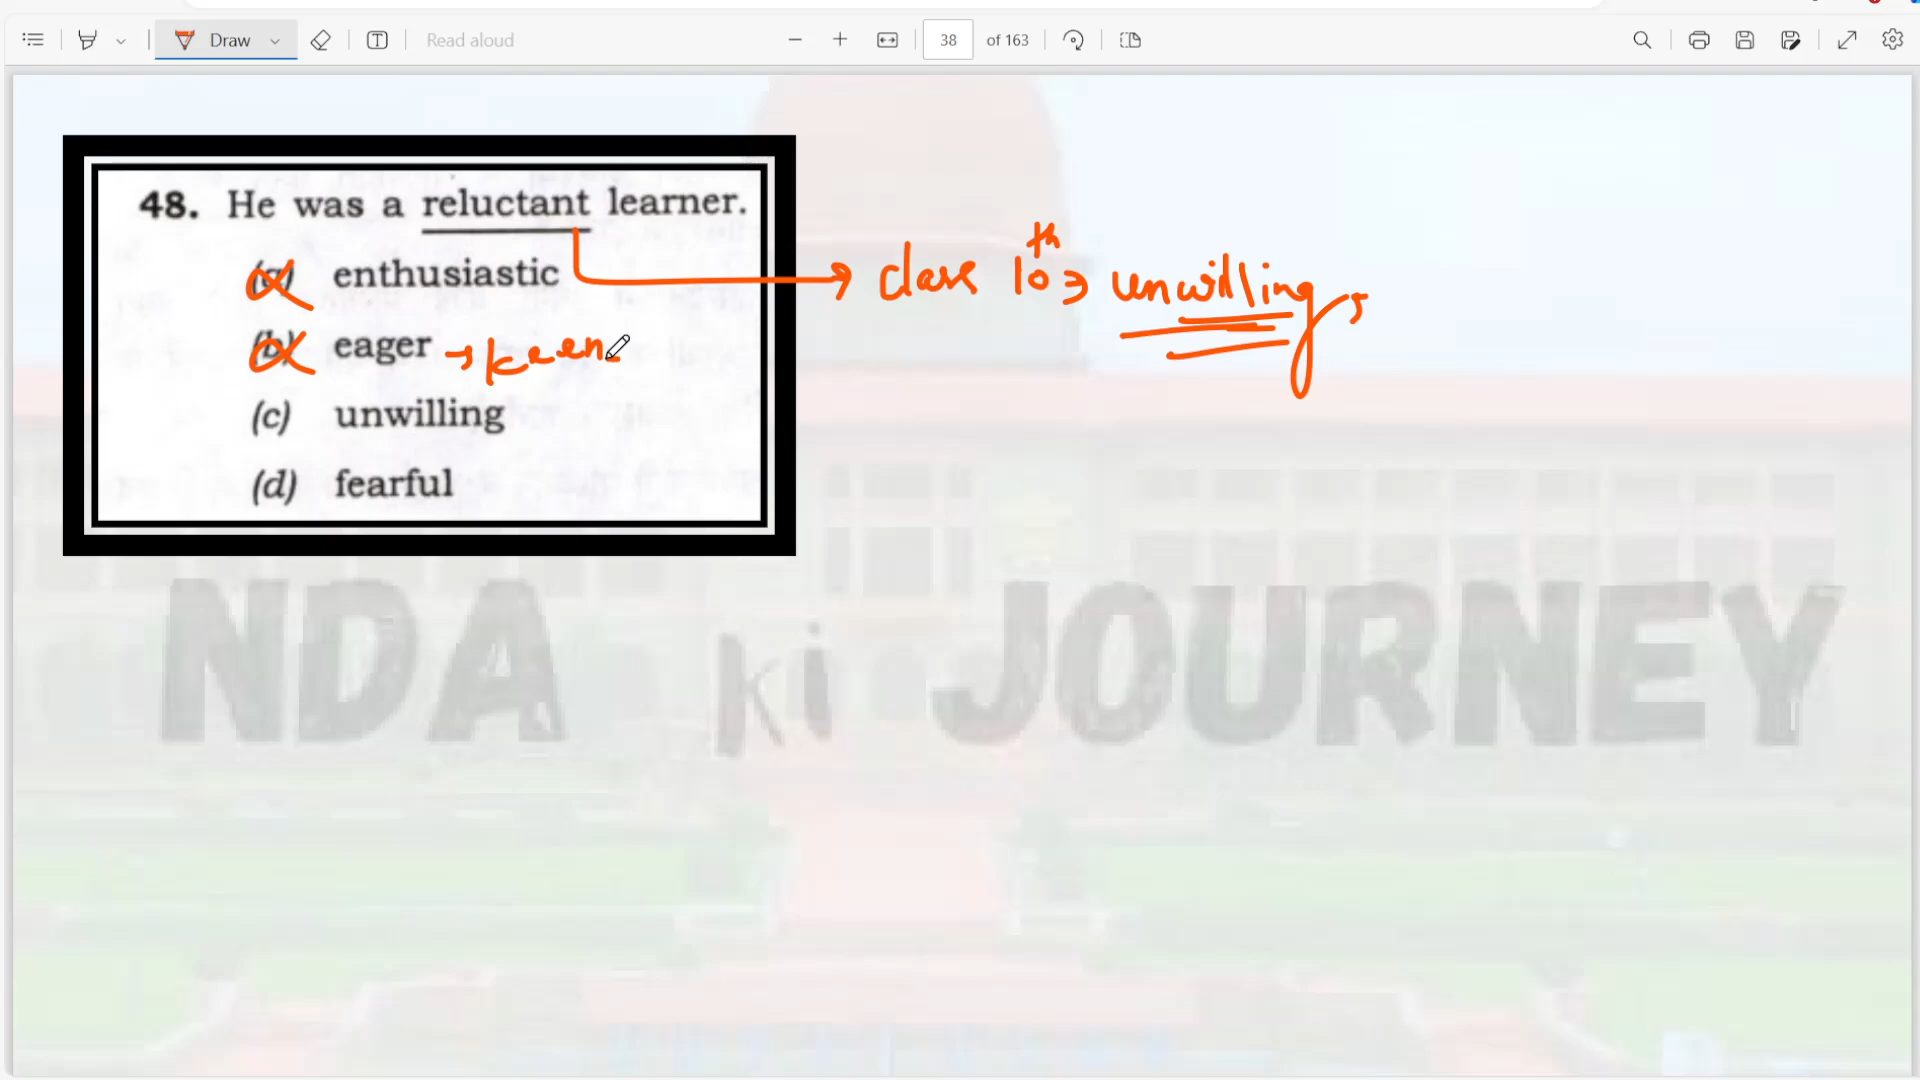 Draw
Read aloud
38 of 163
48. He was a reluctant learner.
(a) enthusiastic
(b) eager → keen
(c) unwilling
(d) fearful
→ class 10th → unwilling,
NDA ki JOURNEY